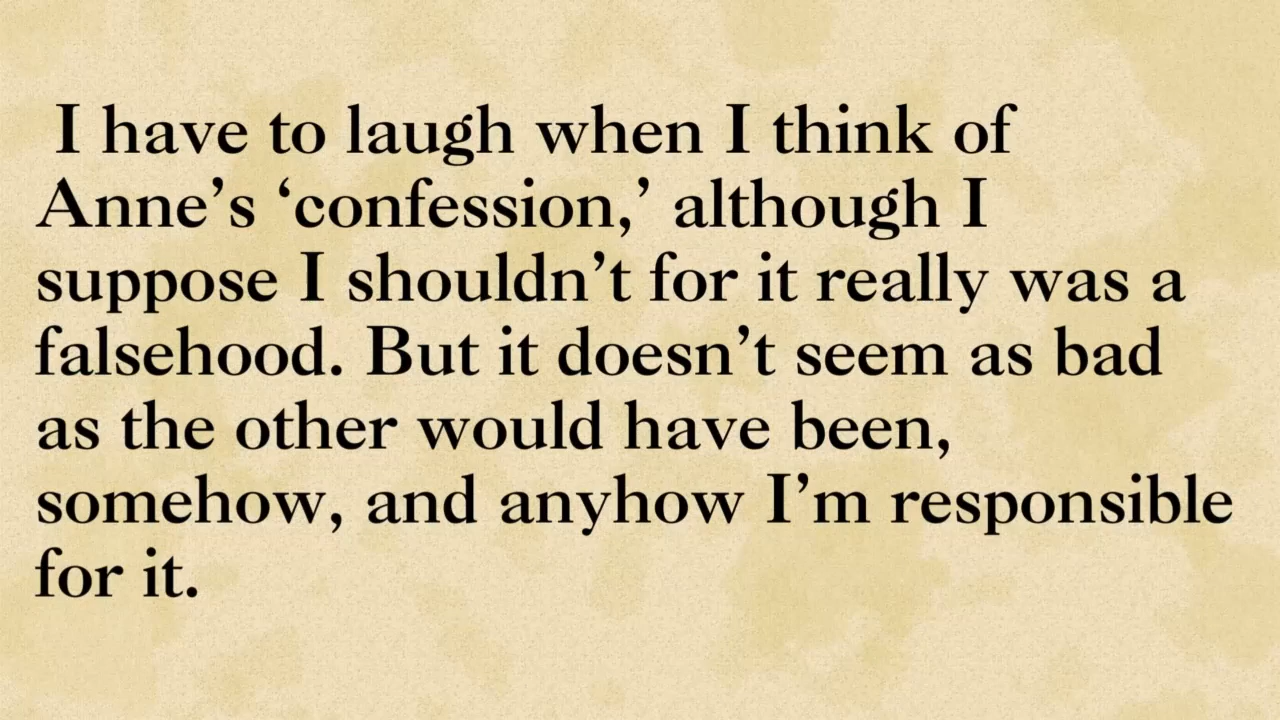 I have to laugh when I think of
Anne’s ‘confession,’ although I
suppose I shouldn’t for it really was a
falsehood. But it doesn’t seem as bad
as the other would have been,
somehow, and anyhow I’m responsible
for it.